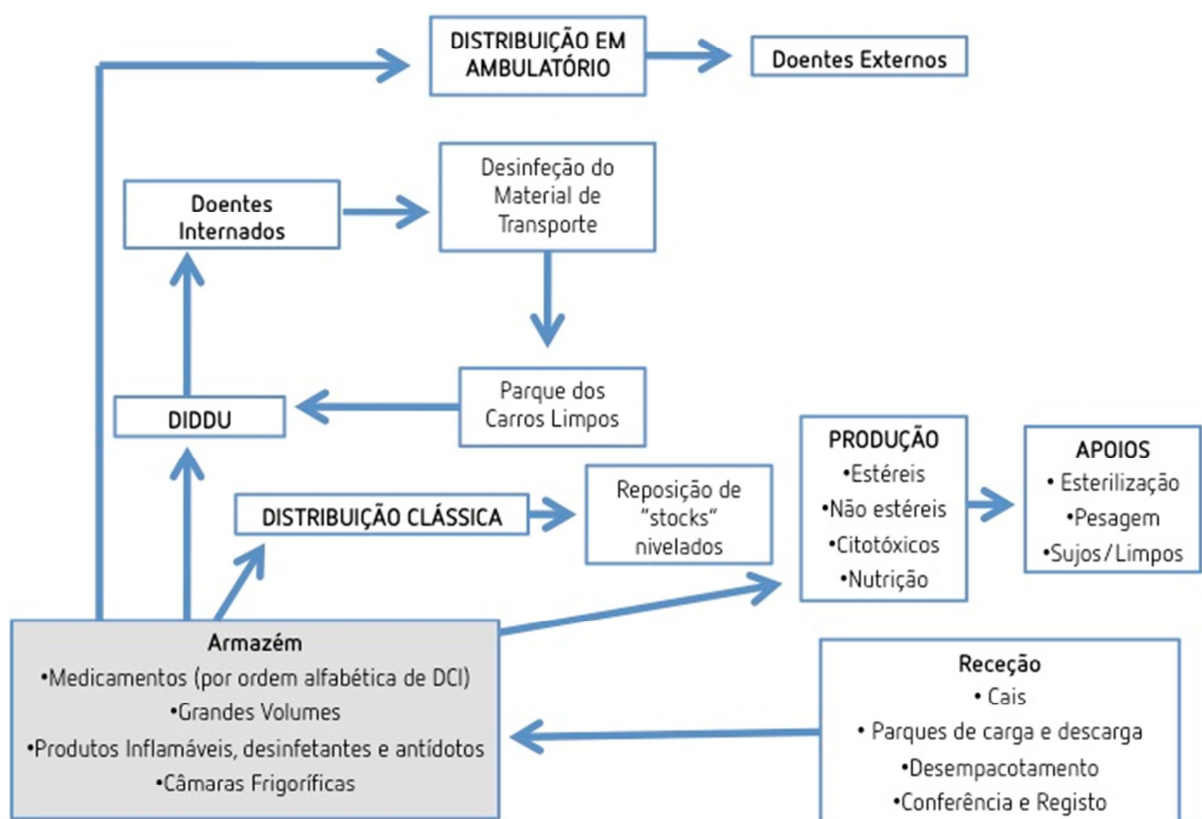 DISTRIBUIÇÃO EM
AMBULATÓRIO
Doentes Externos
Desinfeção do
Material de
Transporte
Doentes
Internados
Parque dos
Carros Limpos
DIDDU
PRODUÇÃO
•Estéreis
•Não estéreis
•Citotóxicos
•Nutrição
APOIOS
• Esterilização
•Pesagem
•Sujos/Limpos
Reposição de
"stocks"
nivelados
DISTRIBUIÇÃO CLÁSSICA
Armazém
•Medicamentos (por ordem alfabética de DCI)
•Grandes Volumes
•Produtos Inflamáveis, desinfetantes e antídotos
•Câmaras Frigoríficas
Receção
• Cais
• Parques de carga e descarga
•Desempacotamento
•Conferência e Registo